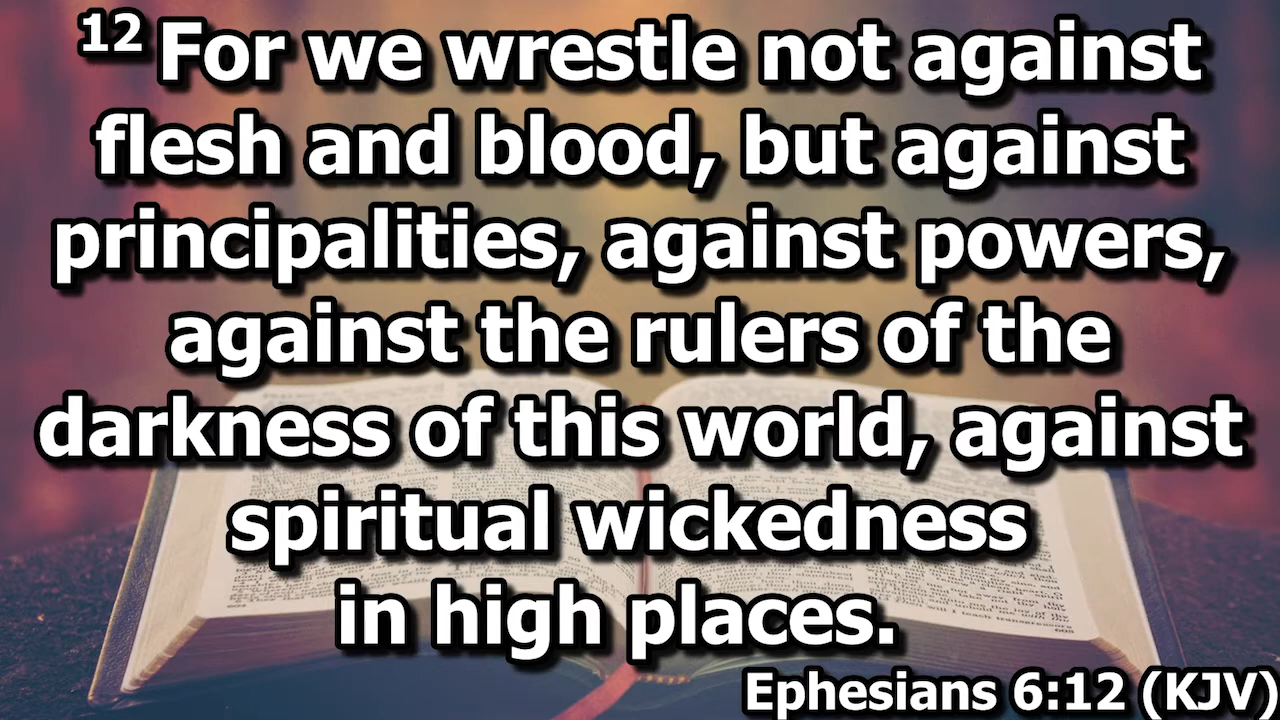 12 For we wrestle not against
flesh and blood, but against
principalities, against powers,
against the rulers of the
darkness of this world, against
spiritual wickedness
in high places.
Ephesians 6:12 (KJV)